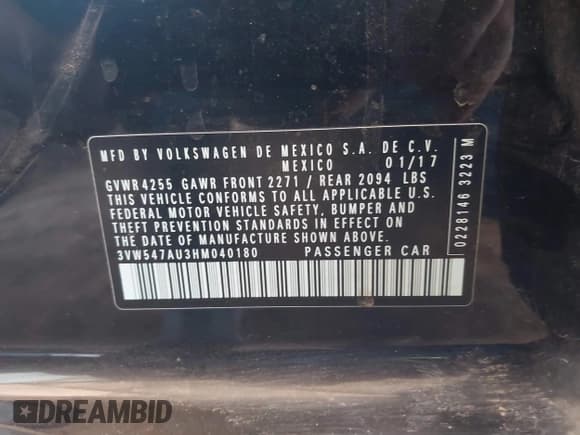 MFD BY VOLKSWAGEN DE MEXICO S.A. DE C.V.
MEXICO 01/17
GVWR4255 GAWR FRONT 2271 / REAR 2094 LBS
THIS VEHICLE CONFORMS TO ALL APPLICABLE U.S.
FEDERAL MOTOR VEHICLE SAFETY, BUMPER AND
THEFT PREVENTION STANDARDS IN EFFECT ON
THE DATE OF MANUFACTURE SHOWN ABOVE.
3VW547AU3HM040180 PASSENGER CAR
0228146 3223 M
DREAMBID